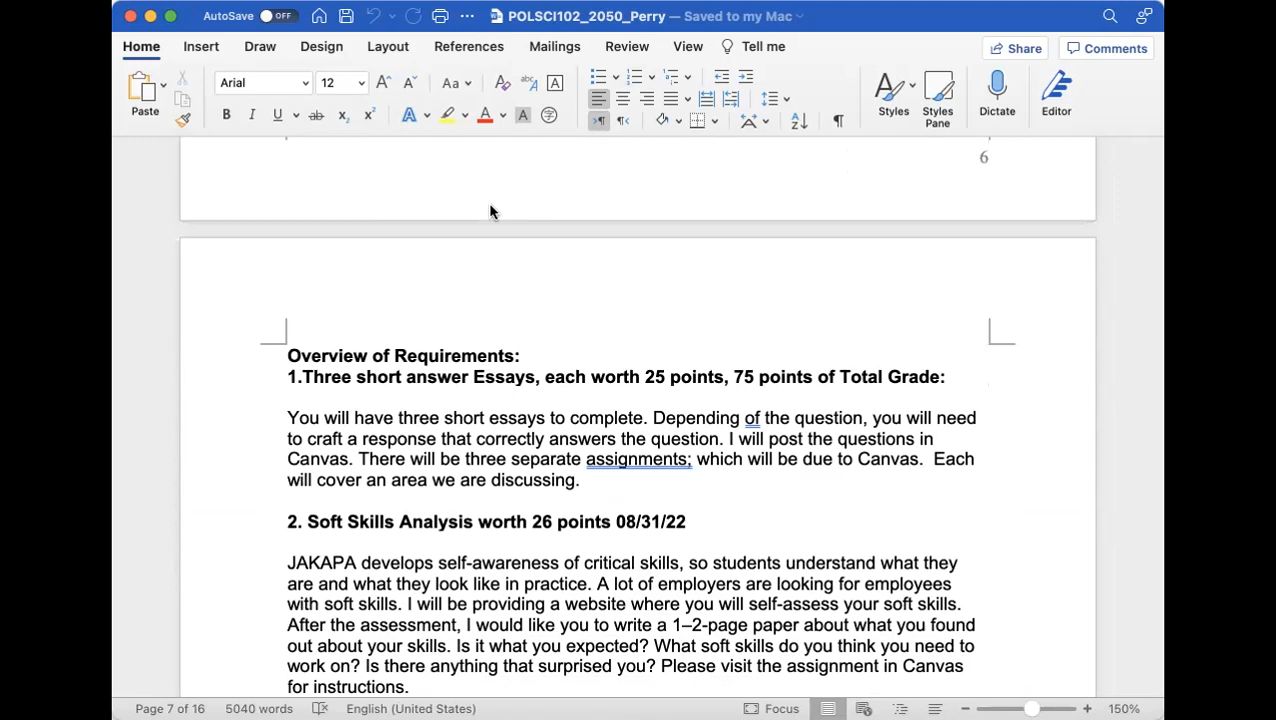 AutoSave OFF POLSCI102_2050_Perry — Saved to my Mac
Home Insert Draw Design Layout References Mailings Review View Tell me Share Comments
Paste Arial 12 Aa Styles Styles Pane Dictate Editor
6
Overview of Requirements:
1.Three short answer Essays, each worth 25 points, 75 points of Total Grade:
You will have three short essays to complete. Depending of the question, you will need
to craft a response that correctly answers the question. I will post the questions in
Canvas. There will be three separate assignments; which will be due to Canvas.  Each
will cover an area we are discussing.
2. Soft Skills Analysis worth 26 points 08/31/22
JAKAPA develops self-awareness of critical skills, so students understand what they
are and what they look like in practice. A lot of employers are looking for employees
with soft skills. I will be providing a website where you will self-assess your soft skills.
After the assessment, I would like you to write a 1–2-page paper about what you found
out about your skills. Is it what you expected? What soft skills do you think you need to
work on? Is there anything that surprised you? Please visit the assignment in Canvas
for instructions.
Page 7 of 16 5040 words English (United States) Focus 150%